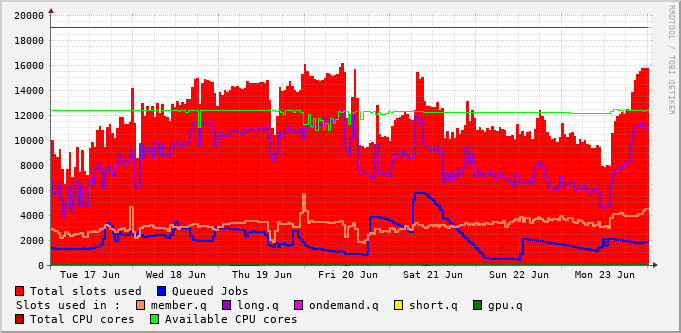 20000
18000
16000
14000
12000
10000
8000
6000
4000
2000
0
Tue 17 Jun Wed 18 Jun Thu 19 Jun Fri 20 Jun Sat 21 Jun Sun 22 Jun Mon 23 Jun
Total slots used Queued Jobs
Slots used in : member.q long.q ondemand.q short.q gpu.q
Total CPU cores Available CPU cores
RRDTOOL / TOBI OETIKER